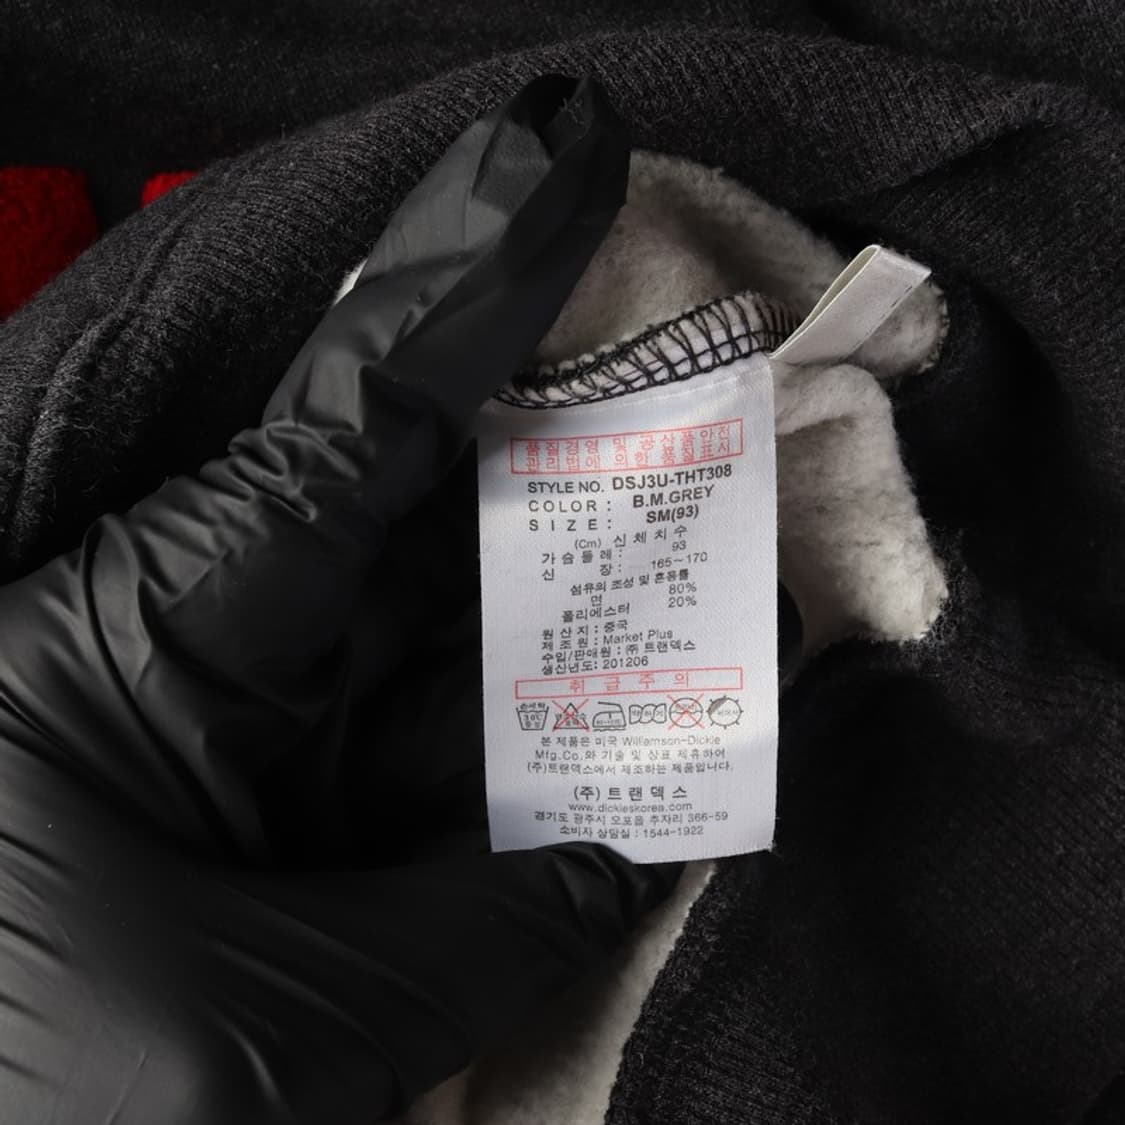 품질경영 및 공산품안전
관리법에 의한 품질표시
STYLE NO. DSJ3U-THT308
COLOR : B.M.GREY
SIZE : SM(93)
(Cm) 신체치수
가슴둘레 : 93
신 장 : 165~170
섬유의 조성 및 혼용률
면 80%
폴리에스터 20%
원산지 : 중국
제조원 : Market Plus
수입/판매원 : ㈜ 트랜덱스
생산년도: 201206
취급주의
손세탁
30℃
중성
본 제품은 미국 Williamson-Dickie
Mfg.Co.와 기술 및 상표 제휴하여
(주)트랜덱스에서 제조하는 제품입니다.
(주) 트랜덱스
www.dickieskorea.com
경기도 광주시 오포읍 추자리 366-59
소비자 상담실 : 1544-1922